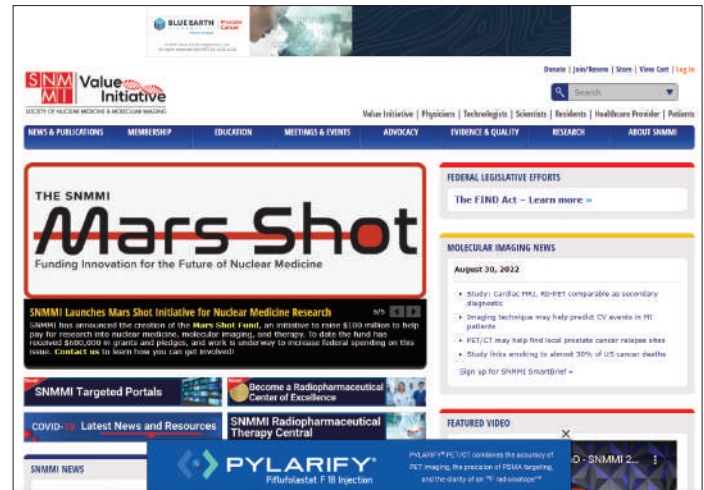 BLUE EARTH
Prostate
Cancer
Donate | Join/Renew | Store | View Cart | Log In
SNM
MI
Value
Initiative
SOCIETY OF NUCLEAR MEDICINE & MOLECULAR IMAGING
Search
Value Initiative | Physicians | Technologists | Scientists | Residents | Healthcare Provider | Patients
NEWS & PUBLICATIONS MEMBERSHIP EDUCATION MEETINGS & EVENTS ADVOCACY EVIDENCE & QUALITY RESEARCH ABOUT SNMMI
THE SNMMI
Mars Shot
Funding Innovation for the Future of Nuclear Medicine
SNMMI Launches Mars Shot Initiative for Nuclear Medicine Research 5/5
SNMMI has announced the creation of the Mars Shot Fund, an initiative to raise $100 million to help
pay for research into nuclear medicine, molecular imaging, and therapy. To date the fund has
received $600,000 in grants and pledges, and work is underway to increase federal spending on this
issue. Contact us to learn how you can get involved!
New!
SNMMI Targeted Portals
New!
Become a Radiopharmaceutical
Center of Excellence
COVID-19 Latest News and Resources
SNMMI Radiopharmaceutical
Therapy Central
SNMMI NEWS
FEDERAL LEGISLATIVE EFFORTS
The FIND Act – Learn more »
MOLECULAR IMAGING NEWS
August 30, 2022
• Study: Cardiac MRI, Rb-PET comparable as secondary
diagnostic
• Imaging technique may help predict CV events in MI
patients
• PET/CT may help find local prostate cancer relapse sites
• Study links smoking to almost 30% of US cancer deaths
Sign up for SNMMI SmartBrief »
FEATURED VIDEO
D - SNMMI 2...
PYLARIFY®
Piflufolastat F 18 Injection
PYLARIFY® PET/CT combines the accuracy of
PET imaging, the precision of PSMA targeting,
and the clarity of an ¹⁸F radioisotope